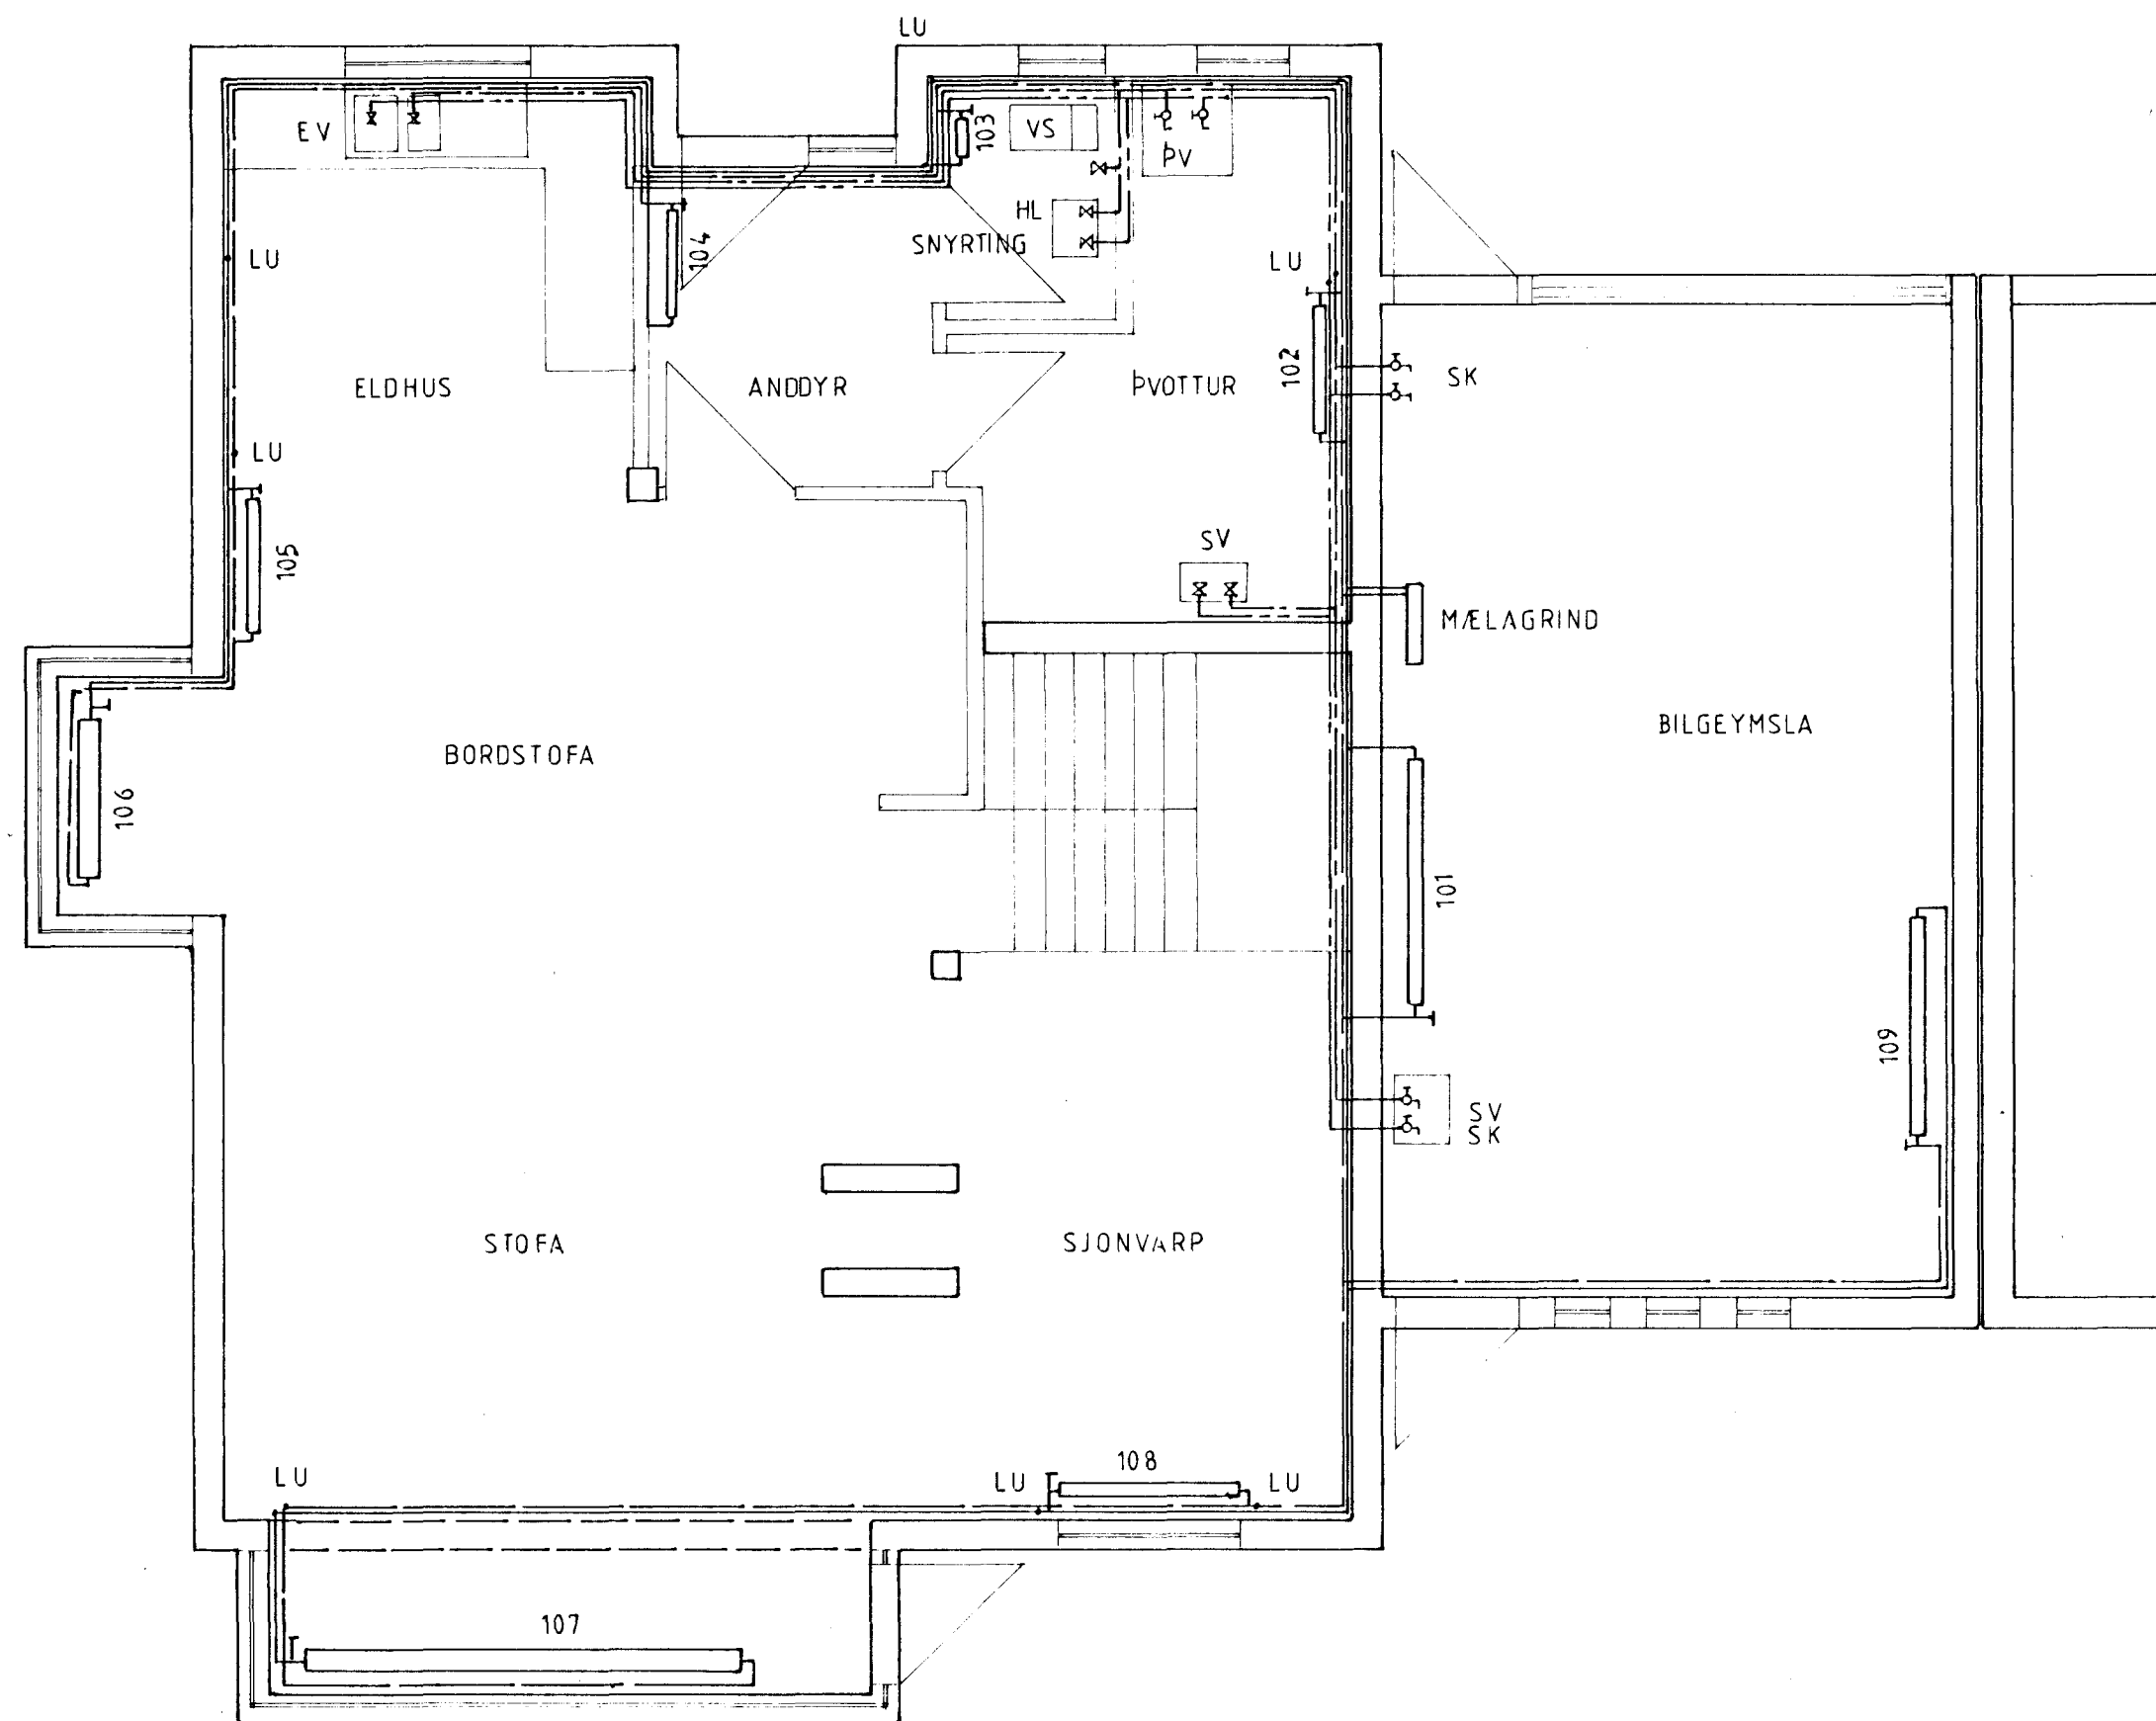 LU
EV
103
VS
ÞV
HL
SNYRTING
104
LU
LU
ELDHUS
ANDDYR
ÞVOTTUR
102
SK
LU
105
SV
MÆLAGRIND
BORDSTOFA
BILGEYMSLA
106
101
109
SV
SK
STOFA
SJONVARP
LU
LU
108
LU
107